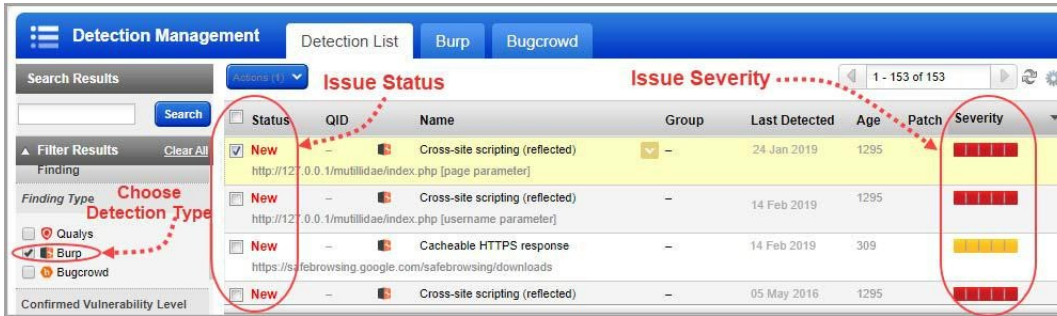 Detection Management
Detection List
Burp
Bugcrowd
Search Results
Actions (1)
Issue Status
Issue Severity
1 - 153 of 153
Search
Status QID Name Group Last Detected Age Patch Severity
Filter Results Clear All
Finding
New – Cross-site scripting (reflected) – 24 Jan 2019 1295
http://127.0.0.1/mutillidae/index.php [page parameter]
Finding Type
Choose
Detection Type
New – Cross-site scripting (reflected) – 14 Feb 2019 1295
http://127.0.0.1/mutillidae/index.php [username parameter]
Qualys
Burp
Bugcrowd
New – Cacheable HTTPS response – 14 Feb 2019 309
https://safebrowsing.google.com/safebrowsing/downloads
Confirmed Vulnerability Level
New – Cross-site scripting (reflected) – 05 May 2016 1295